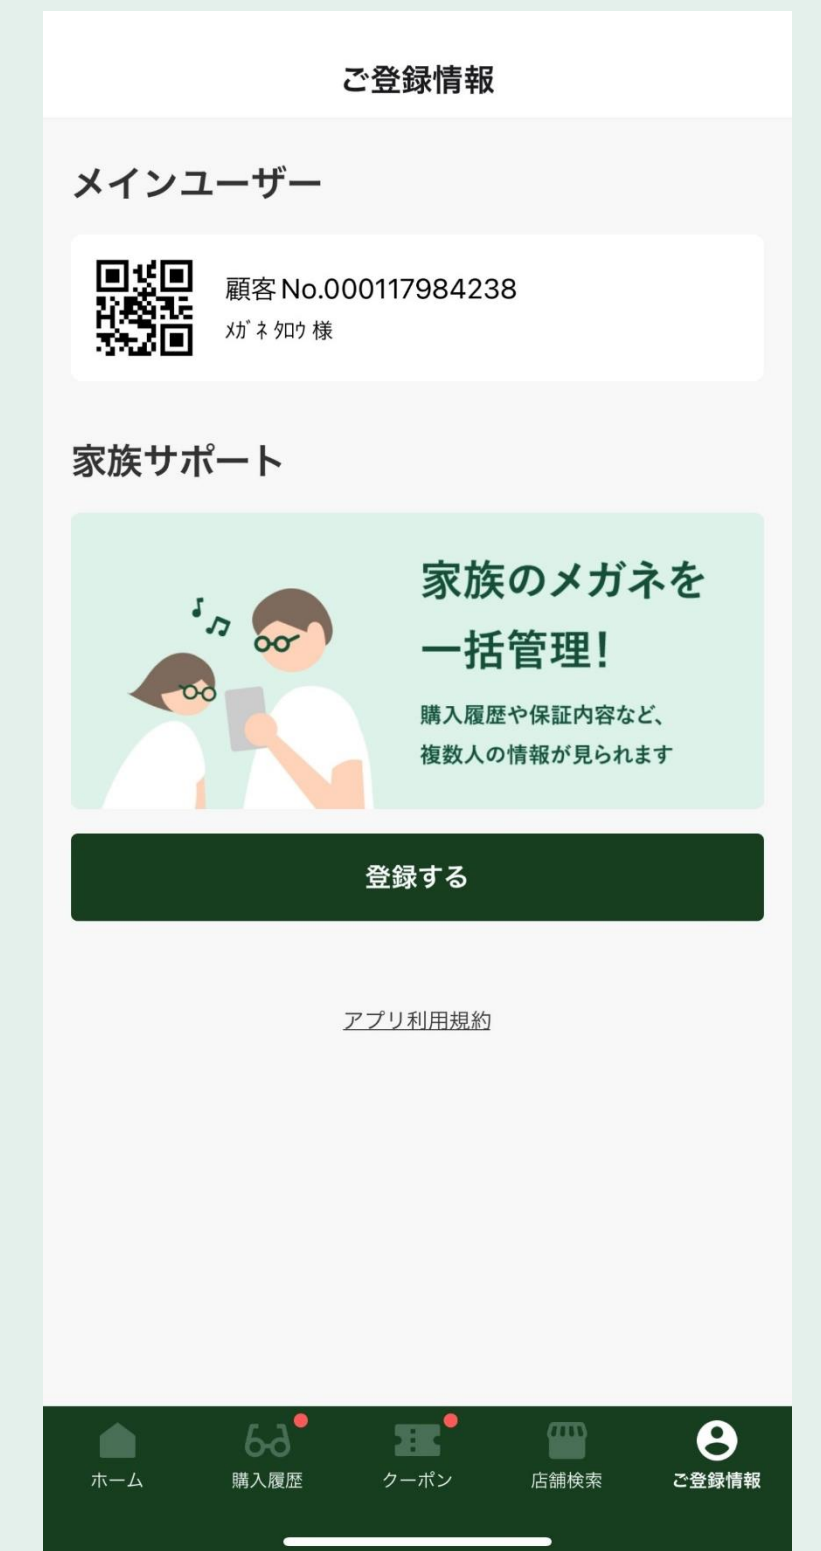 ご登録情報
メインユーザー
顧客No.000117984238
ﾒｶﾞﾈ ﾀﾛｳ 様
家族サポート
家族のメガネを
一括管理!
購入履歴や保証内容など、
複数人の情報が見られます
登録する
アプリ利用規約
ホーム 購入履歴 クーポン 店舗検索 ご登録情報